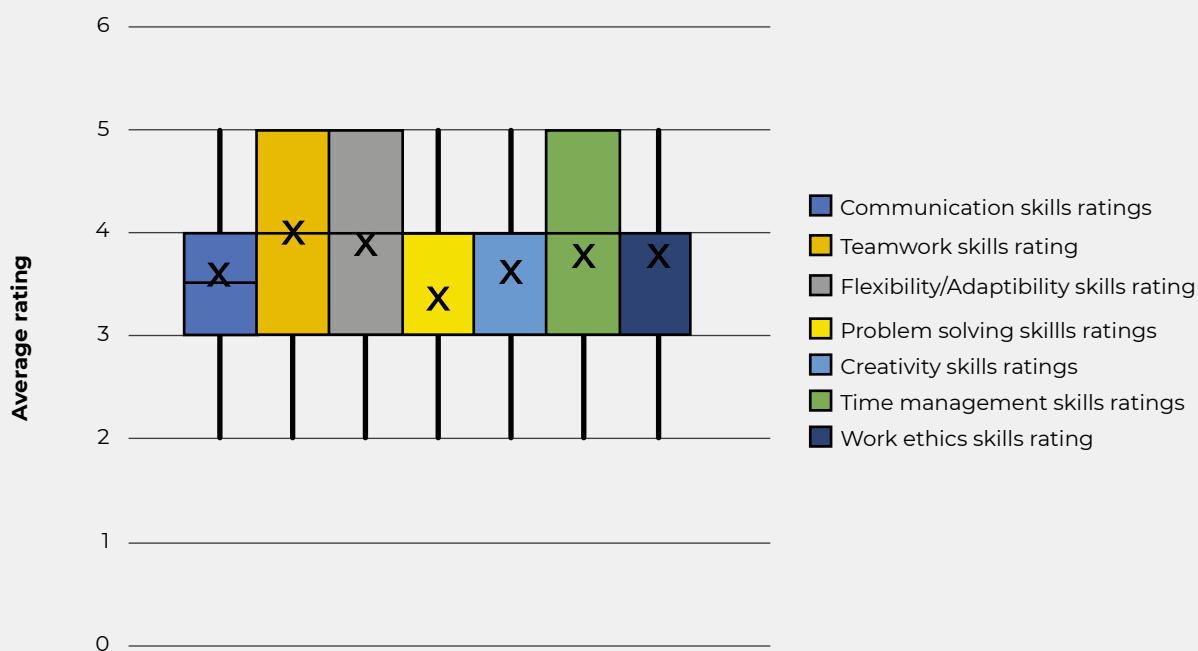 6
5
4
3
2
1
0
Average rating
X
X
X
X
X
X
X
Communication skills ratings
Teamwork skills rating
Flexibility/Adaptibility skills rating
Problem solving skillls ratings
Creativity skills ratings
Time management skills ratings
Work ethics skills rating